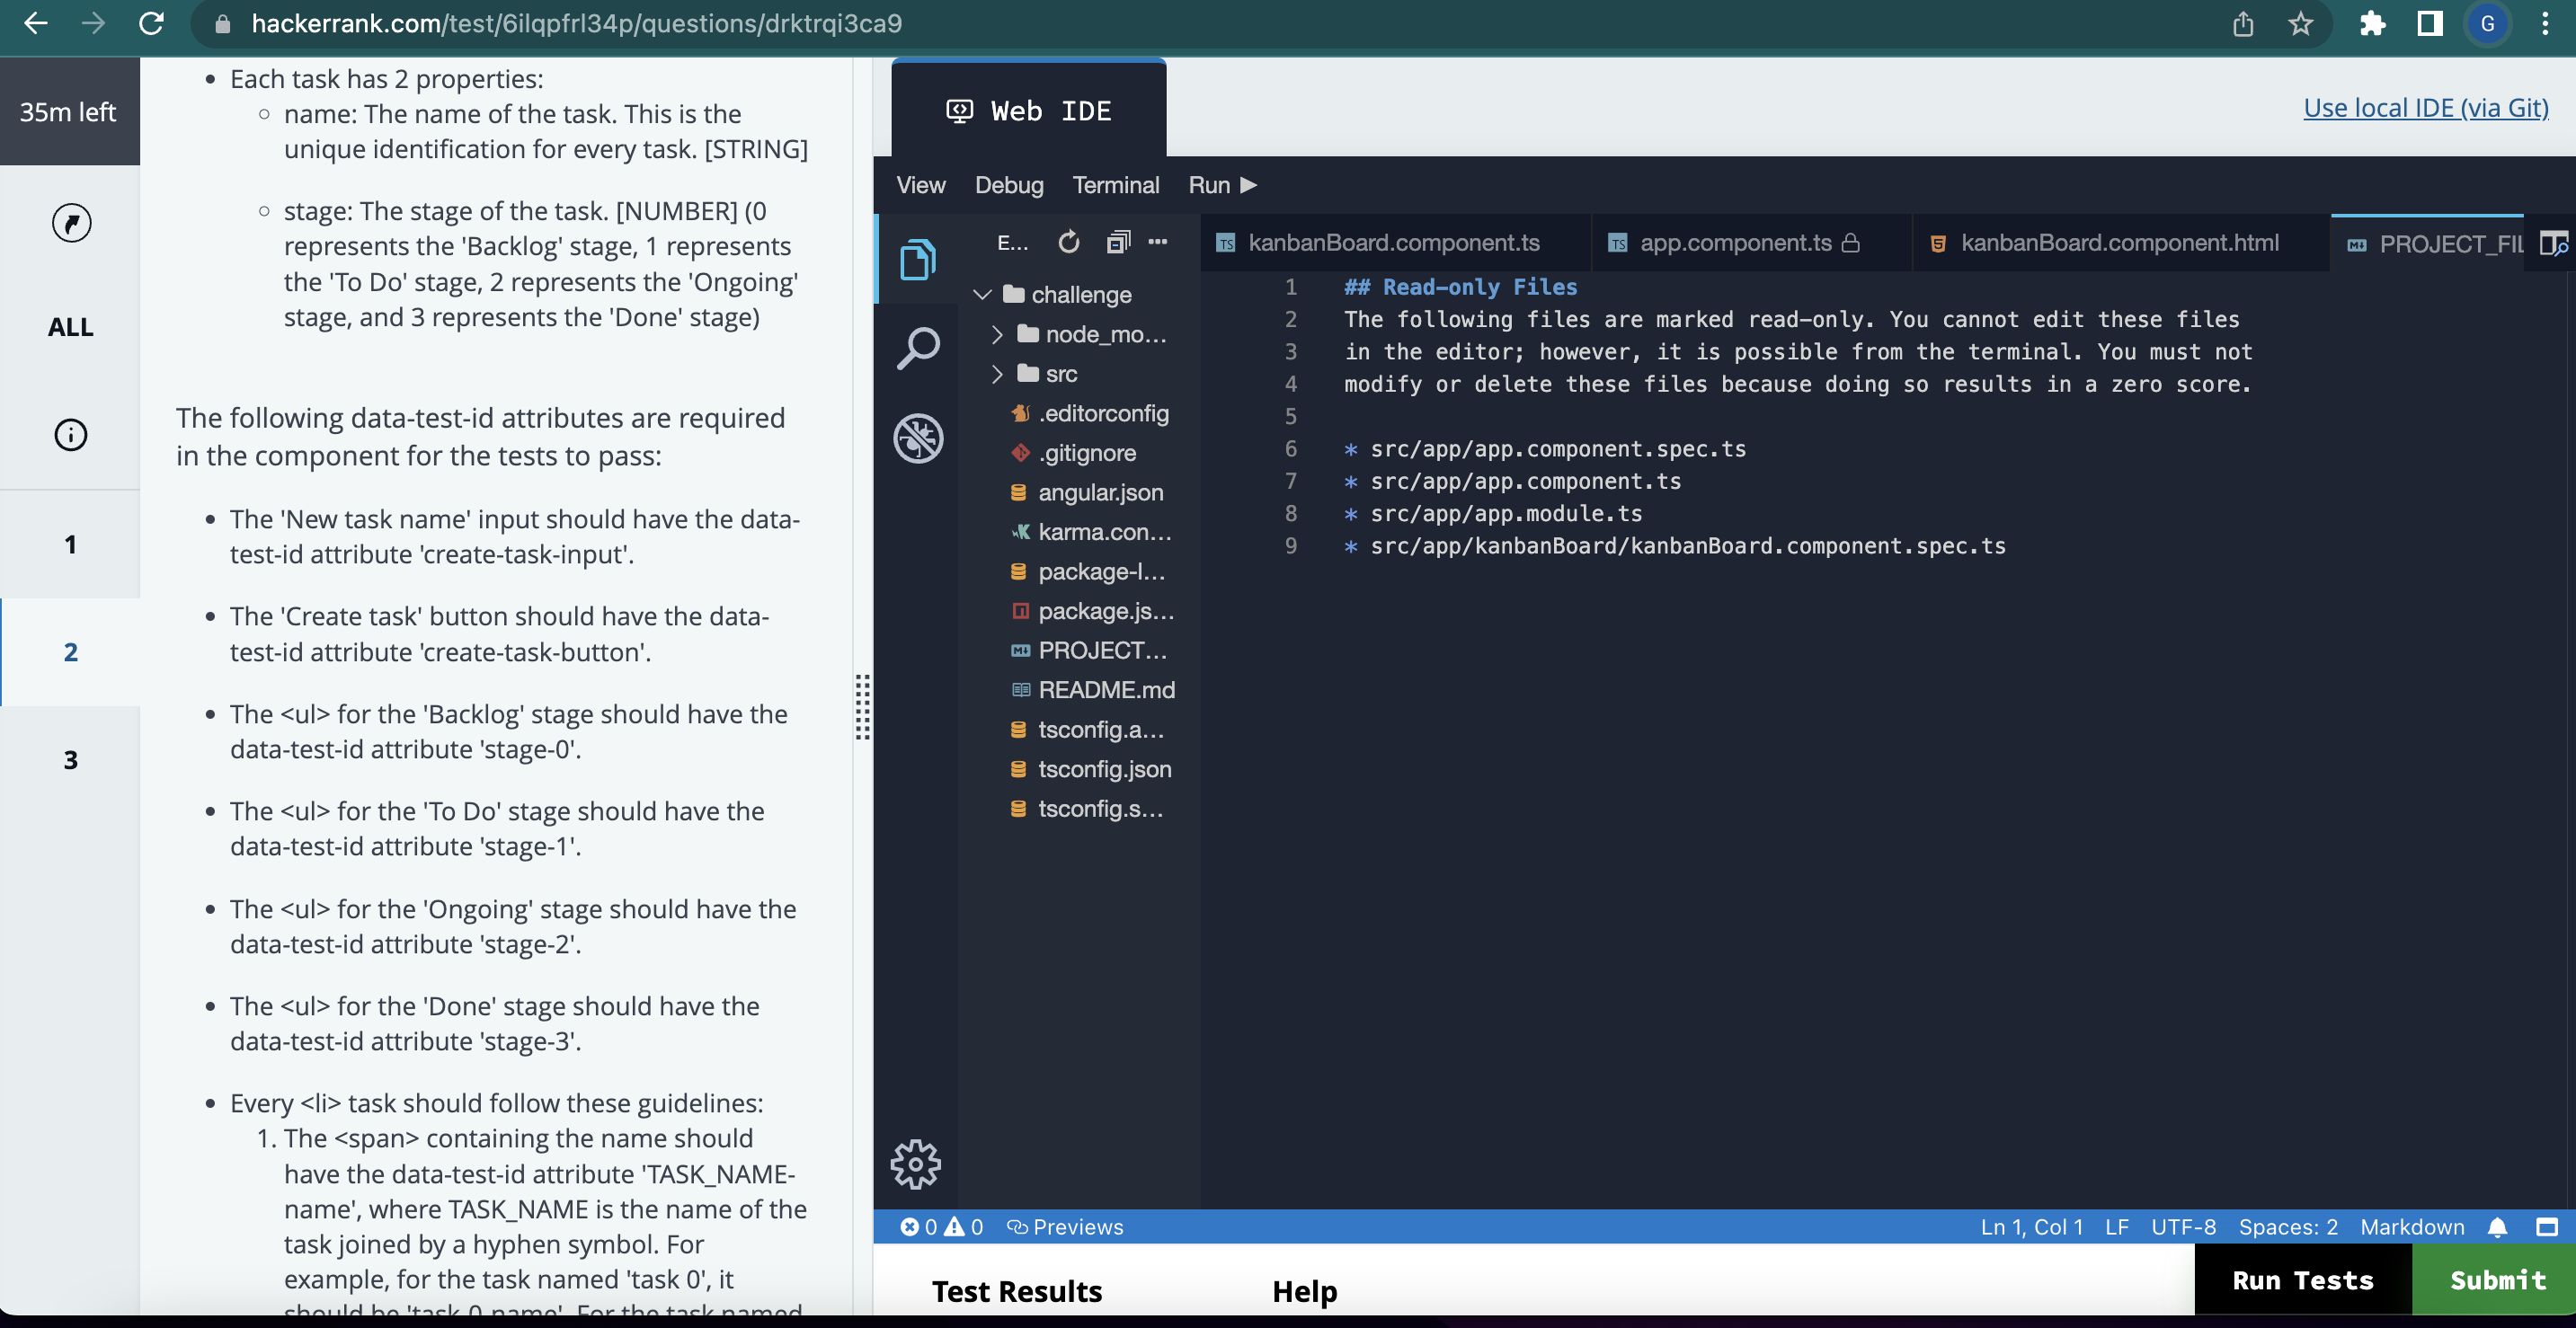 hackerrank.com/test/6ilqpfrl34p/questions/drktrqi3ca9
G
35m left
ALL
1
2
3
Each task has 2 properties:
name: The name of the task. This is the
unique identification for every task. [STRING]
stage: The stage of the task. [NUMBER] (0
represents the 'Backlog' stage, 1 represents
the 'To Do' stage, 2 represents the 'Ongoing'
stage, and 3 represents the 'Done' stage)
The following data-test-id attributes are required
in the component for the tests to pass:
The 'New task name' input should have the data-
test-id attribute 'create-task-input'.
The 'Create task' button should have the data-
test-id attribute 'create-task-button'.
The <ul> for the 'Backlog' stage should have the
data-test-id attribute 'stage-0'.
The <ul> for the 'To Do' stage should have the
data-test-id attribute 'stage-1'.
The <ul> for the 'Ongoing' stage should have the
data-test-id attribute 'stage-2'.
The <ul> for the 'Done' stage should have the
data-test-id attribute 'stage-3'.
Every <li> task should follow these guidelines:
1. The <span> containing the name should
have the data-test-id attribute 'TASK_NAME-
name', where TASK_NAME is the name of the
task joined by a hyphen symbol. For
example, for the task named 'task 0', it
should be 'task-0-name'. For the task named
Web IDE
Use local IDE (via Git)
View Debug Terminal Run
E...
challenge
node_mo...
src
.editorconfig
.gitignore
angular.json
karma.con...
package-l...
package.js...
PROJECT...
README.md
tsconfig.a...
tsconfig.json
tsconfig.s...
TS kanbanBoard.component.ts TS app.component.ts kanbanBoard.component.html PROJECT_FIL
1 ## Read-only Files
2 The following files are marked read-only. You cannot edit these files
3 in the editor; however, it is possible from the terminal. You must not
4 modify or delete these files because doing so results in a zero score.
5
6 * src/app/app.component.spec.ts
7 * src/app/app.component.ts
8 * src/app/app.module.ts
9 * src/app/kanbanBoard/kanbanBoard.component.spec.ts
0 0 Previews
Ln 1, Col 1 LF UTF-8 Spaces: 2 Markdown
Test Results Help
Run Tests Submit